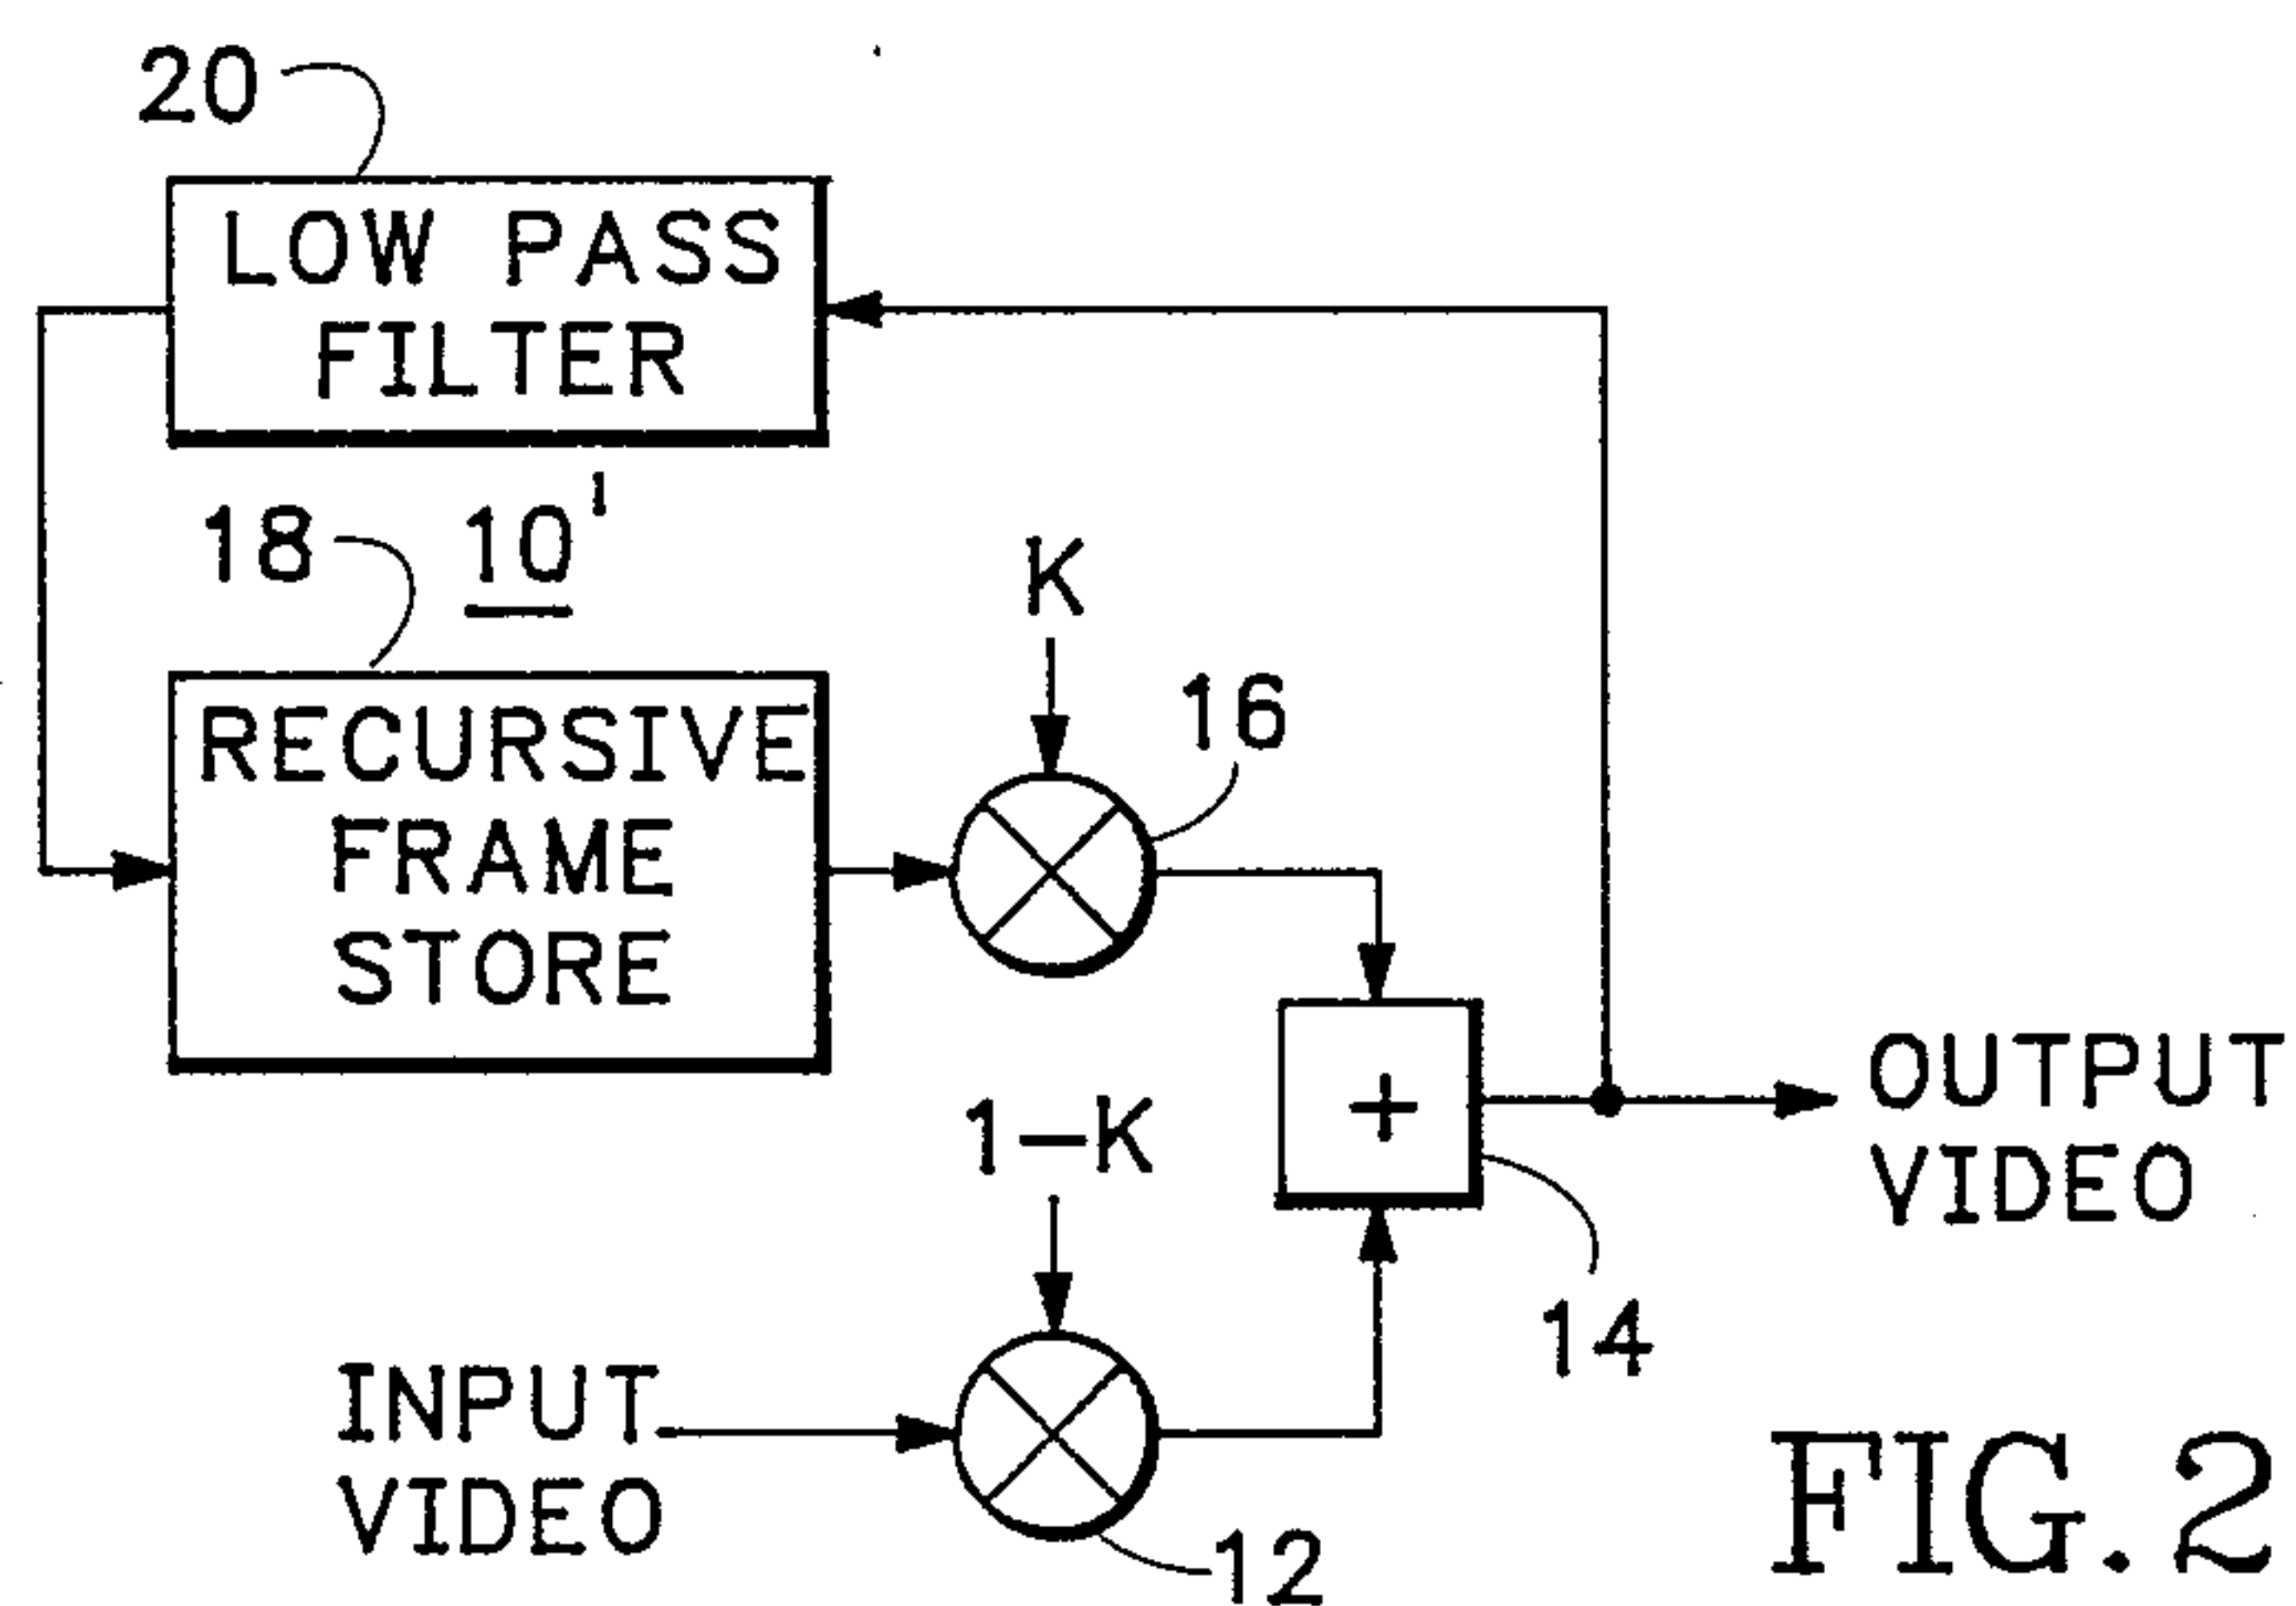 20
LOW PASS
FILTER
18
10'
K
16
RECURSIVE
FRAME
STORE
1-K
+
OUTPUT
VIDEO
14
INPUT
VIDEO
12
FIG. 2